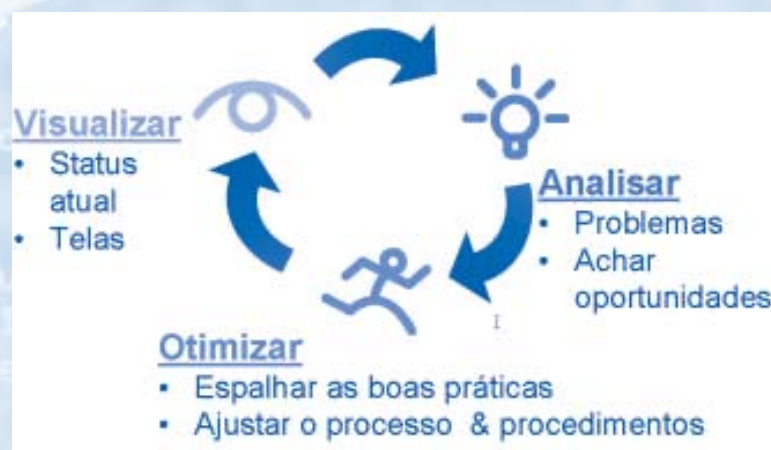 Visualizar
• Status
atual
• Telas
Analisar
• Problemas
• Achar
oportunidades
Otimizar
• Espalhar as boas práticas
• Ajustar o processo & procedimentos